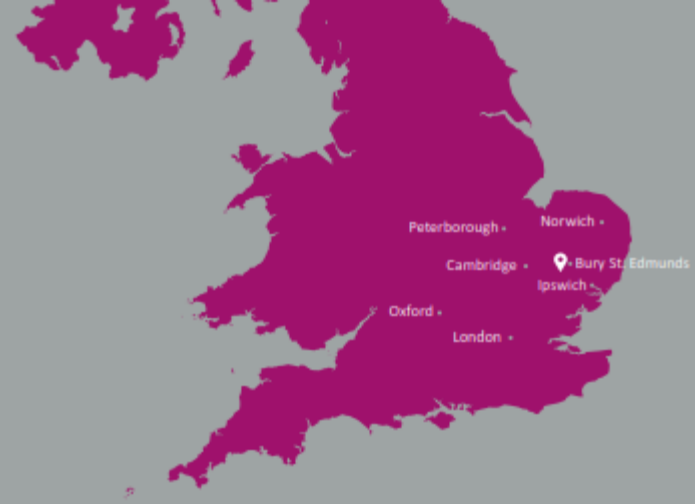 Norwich
Peterborough
Bury St. Edmunds
Cambridge
Ipswich
Oxford
London